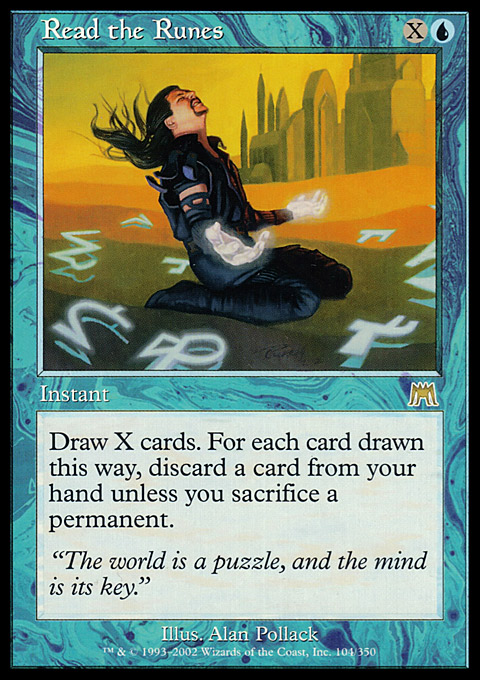 Read the Runes X
Instant
Draw X cards. For each card drawn
this way, discard a card from your
hand unless you sacrifice a
permanent.
“The world is a puzzle, and the mind
is its key.”
Illus. Alan Pollack
™ & © 1993-2002 Wizards of the Coast, Inc. 104/350